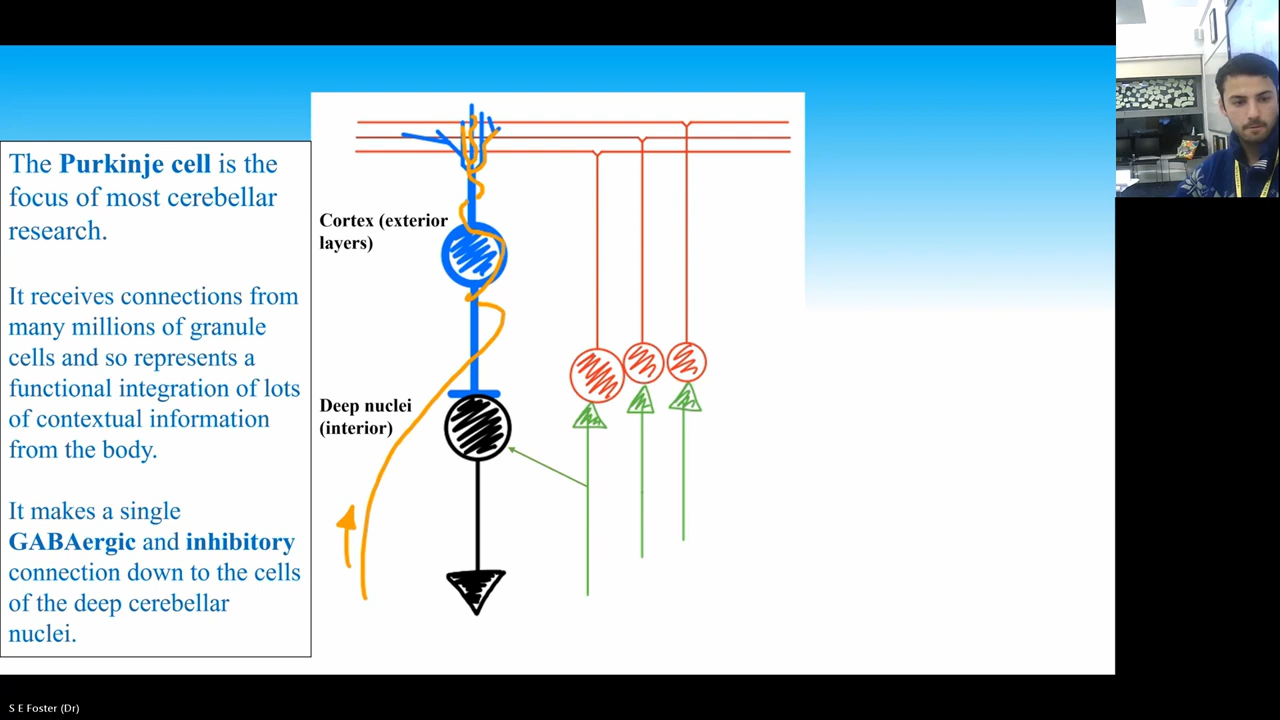 The Purkinje cell is the
focus of most cerebellar
research.
It receives connections from
many millions of granule
cells and so represents a
functional integration of lots
of contextual information
from the body.
It makes a single
GABAergic and inhibitory
connection down to the cells
of the deep cerebellar
nuclei.
Cortex (exterior
layers)
Deep nuclei
(interior)
S E Foster (Dr)